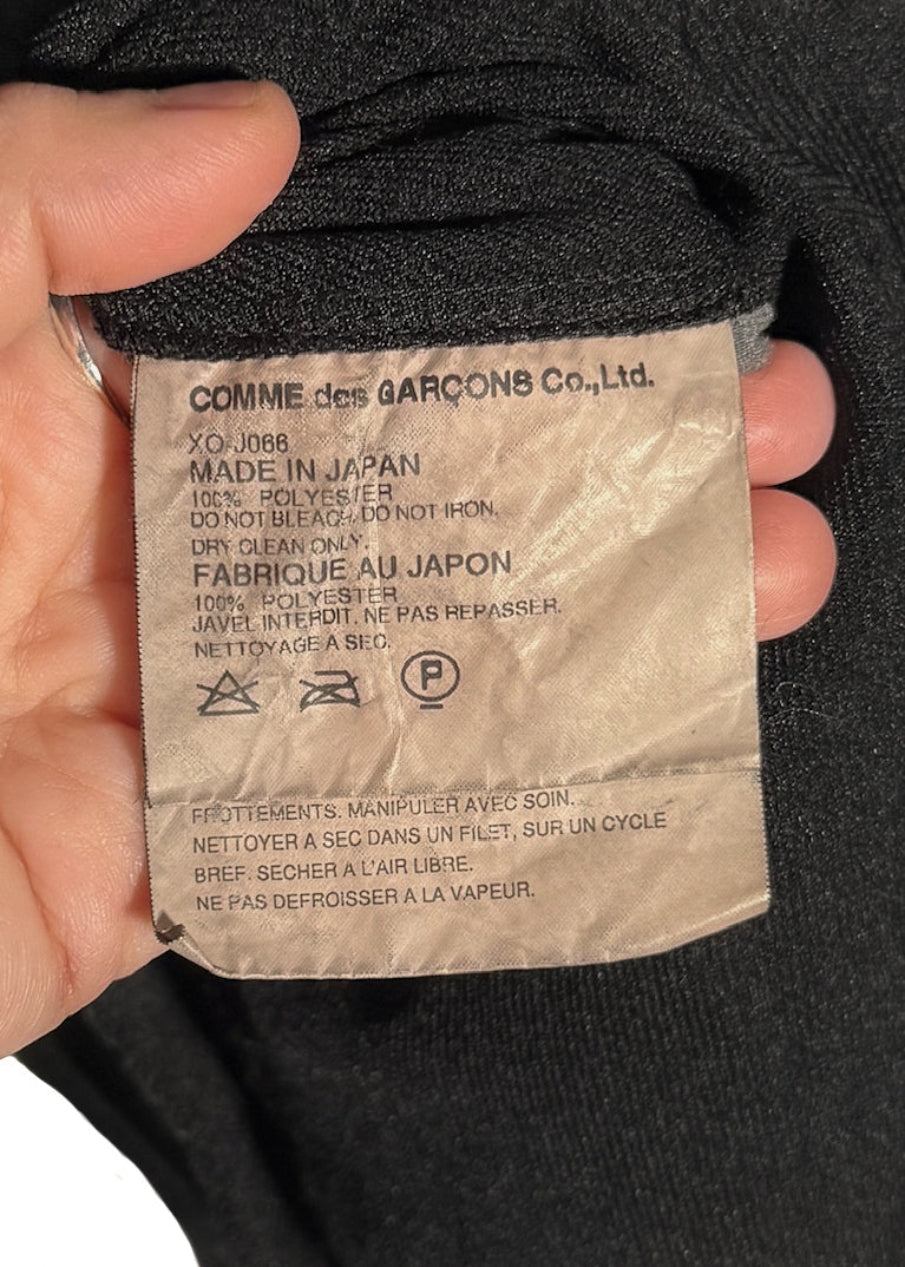 COMME des GARÇONS Co.,Ltd.
XO-J066
MADE IN JAPAN
100% POLYESTER
DO NOT BLEACH. DO NOT IRON.
DRY CLEAN ONLY.
FABRIQUE AU JAPON
100% POLYESTER
JAVEL INTERDIT. NE PAS REPASSER.
NETTOYAGE A SEC.
P
FROTTEMENTS. MANIPULER AVEC SOIN.
NETTOYER A SEC DANS UN FILET, SUR UN CYCLE
BREF. SECHER A L'AIR LIBRE.
NE PAS DEFROISSER A LA VAPEUR.